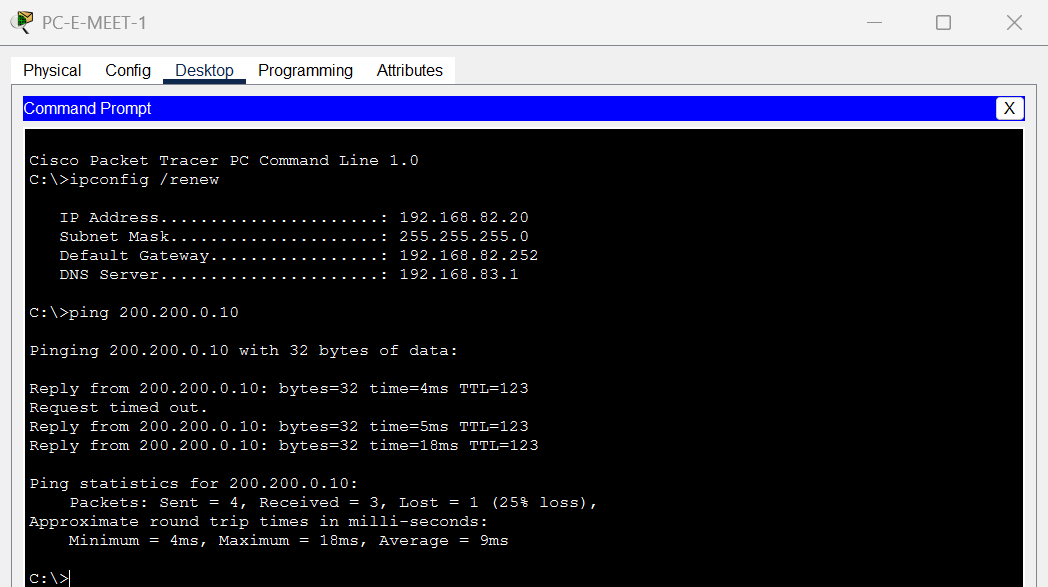 PC-E-MEET-1
Physical Config Desktop Programming Attributes
Command Prompt
X
Cisco Packet Tracer PC Command Line 1.0
C:\>ipconfig /renew
IP Address......................: 192.168.82.20
Subnet Mask.....................: 255.255.255.0
Default Gateway.................: 192.168.82.252
DNS Server......................: 192.168.83.1
C:\>ping 200.200.0.10
Pinging 200.200.0.10 with 32 bytes of data:
Reply from 200.200.0.10: bytes=32 time=4ms TTL=123
Request timed out.
Reply from 200.200.0.10: bytes=32 time=5ms TTL=123
Reply from 200.200.0.10: bytes=32 time=18ms TTL=123
Ping statistics for 200.200.0.10:
Packets: Sent = 4, Received = 3, Lost = 1 (25% loss),
Approximate round trip times in milli-seconds:
Minimum = 4ms, Maximum = 18ms, Average = 9ms
C:\>